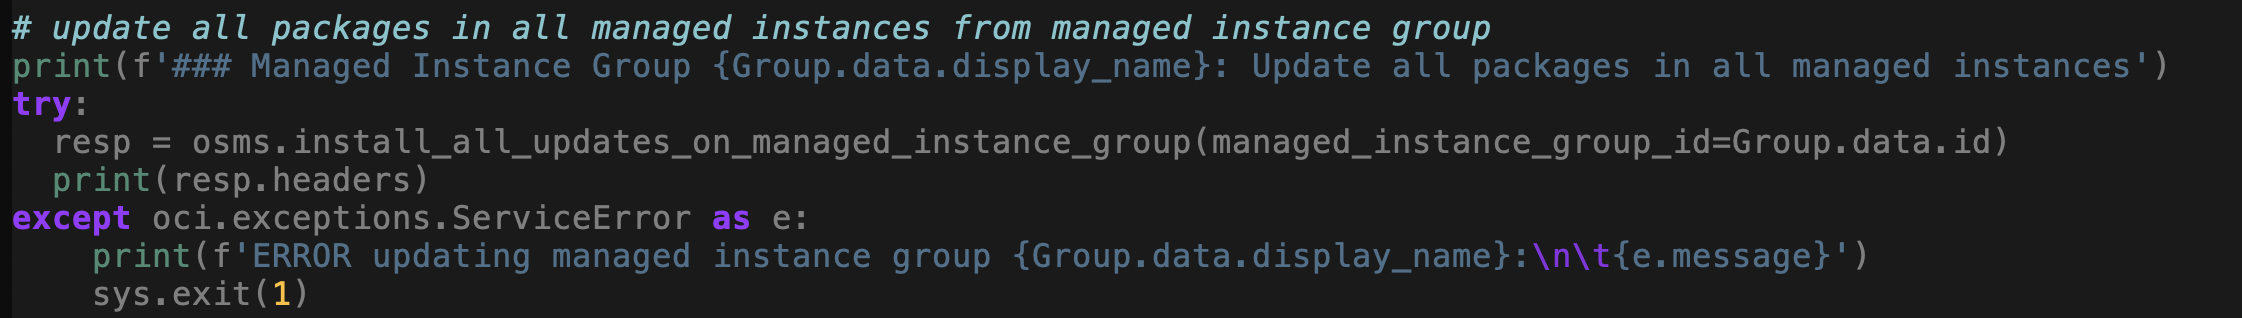 # update all packages in all managed instances from managed instance group
print(f'### Managed Instance Group {Group.data.display_name}: Update all packages in all managed instances')
try:
  resp = osms.install_all_updates_on_managed_instance_group(managed_instance_group_id=Group.data.id)
  print(resp.headers)
except oci.exceptions.ServiceError as e:
    print(f'ERROR updating managed instance group {Group.data.display_name}:\n\t{e.message}')
    sys.exit(1)